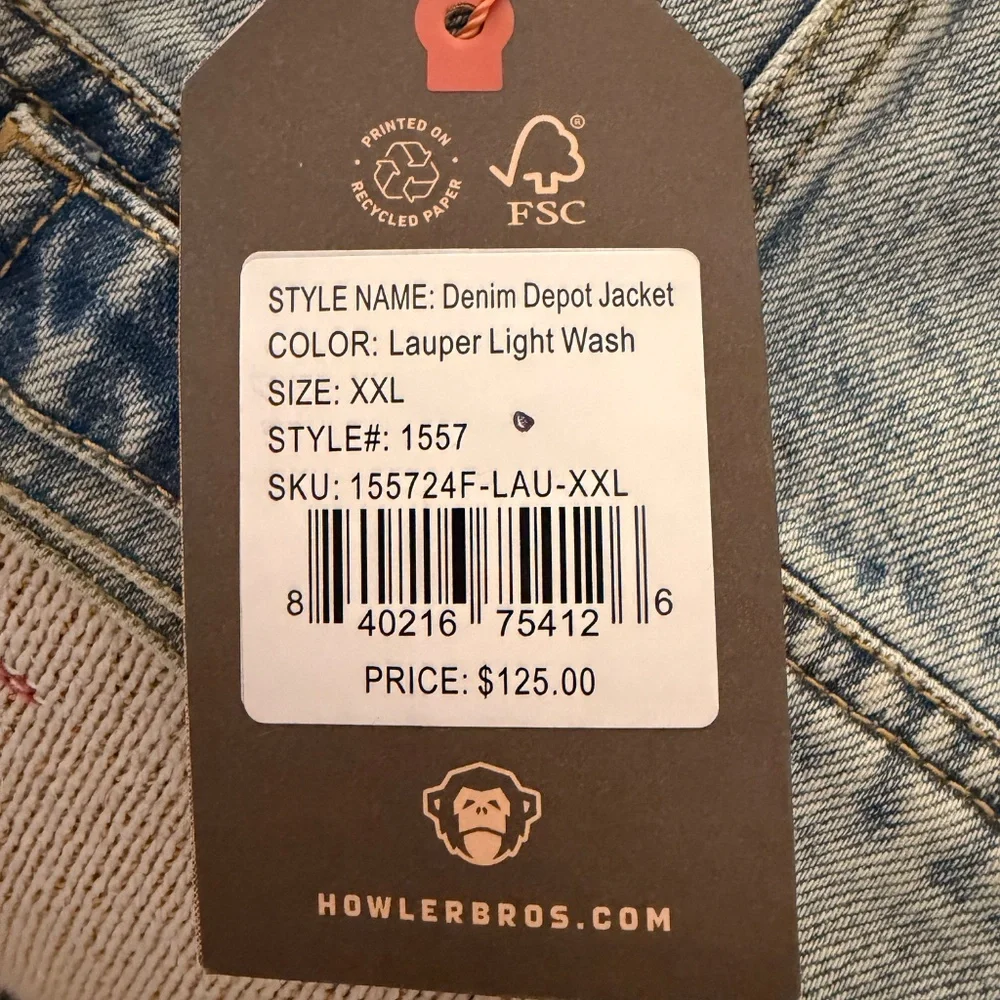 PRINTED ON
RECYCLED PAPER
®
FSC
STYLE NAME: Denim Depot Jacket
COLOR: Lauper Light Wash
SIZE: XXL
STYLE#: 1557
SKU: 155724F-LAU-XXL
8 40216 75412 6
PRICE: $125.00
HOWLERBROS.COM